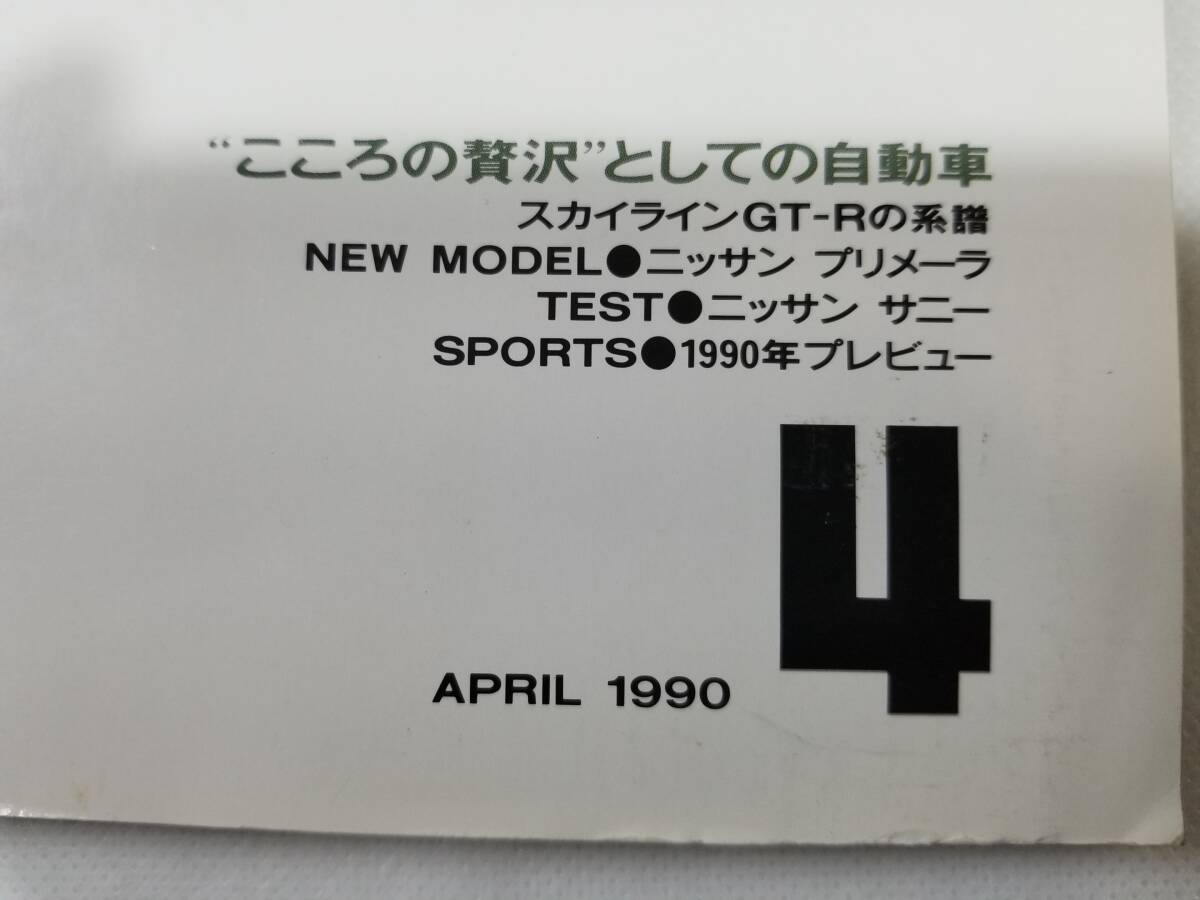 “こころの贅沢”としての自動車
スカイラインGT-Rの系譜
NEW MODEL●ニッサン プリメーラ
TEST●ニッサン サニー
SPORTS●1990年プレビュー
4
APRIL 1990